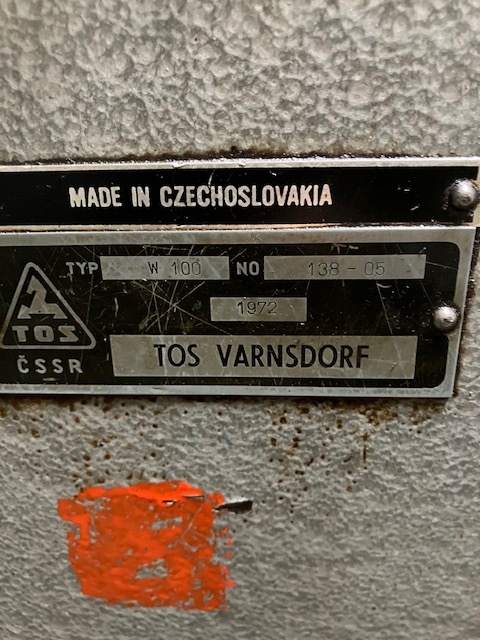 MADE IN CZECHOSLOVAKIA
TYP W 100 NO 138-05
1972
TOS
ČSSR
TOS VARNSDORF